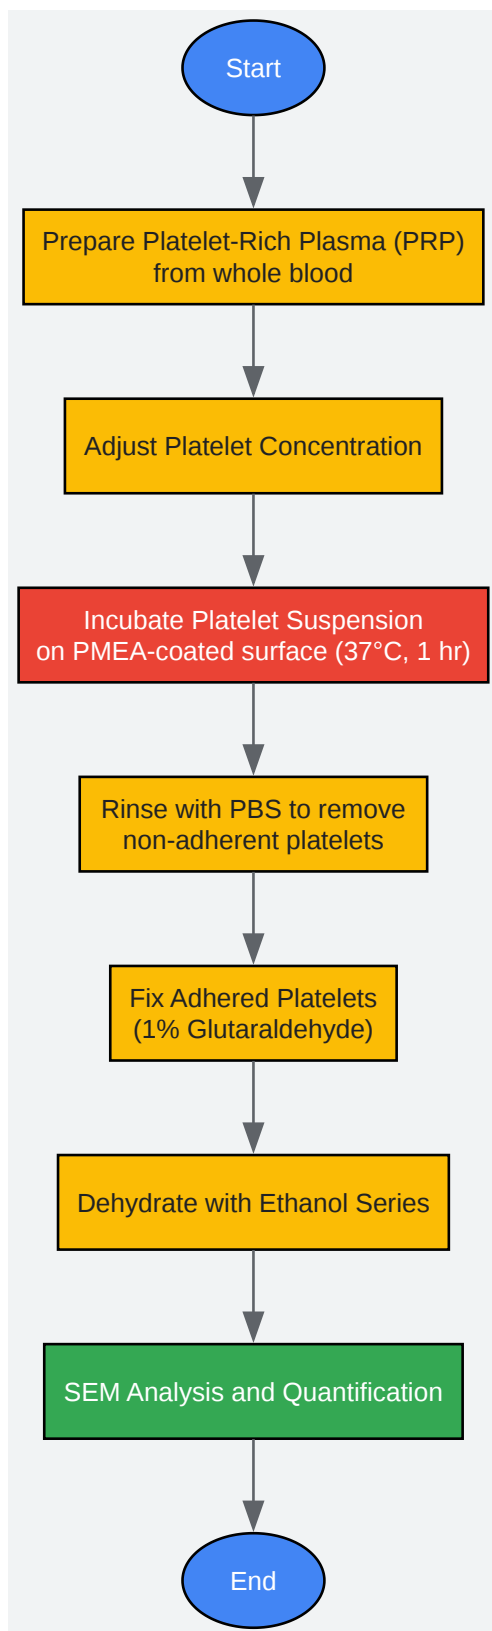 Start
Prepare Platelet-Rich Plasma (PRP)
from whole blood
Adjust Platelet Concentration
Incubate Platelet Suspension
on PMEA-coated surface (37°C, 1 hr)
Rinse with PBS to remove
non-adherent platelets
Fix Adhered Platelets
(1% Glutaraldehyde)
Dehydrate with Ethanol Series
SEM Analysis and Quantification
End